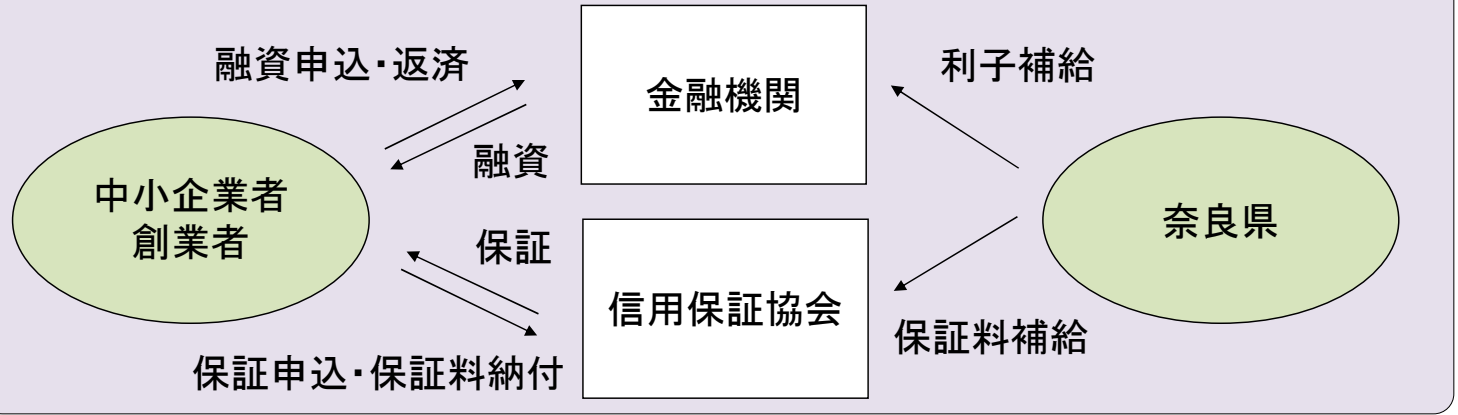 融資申込・返済
金融機関
利子補給
融資
中小企業者
創業者
奈良県
保証
信用保証協会
保証料補給
保証申込・保証料納付